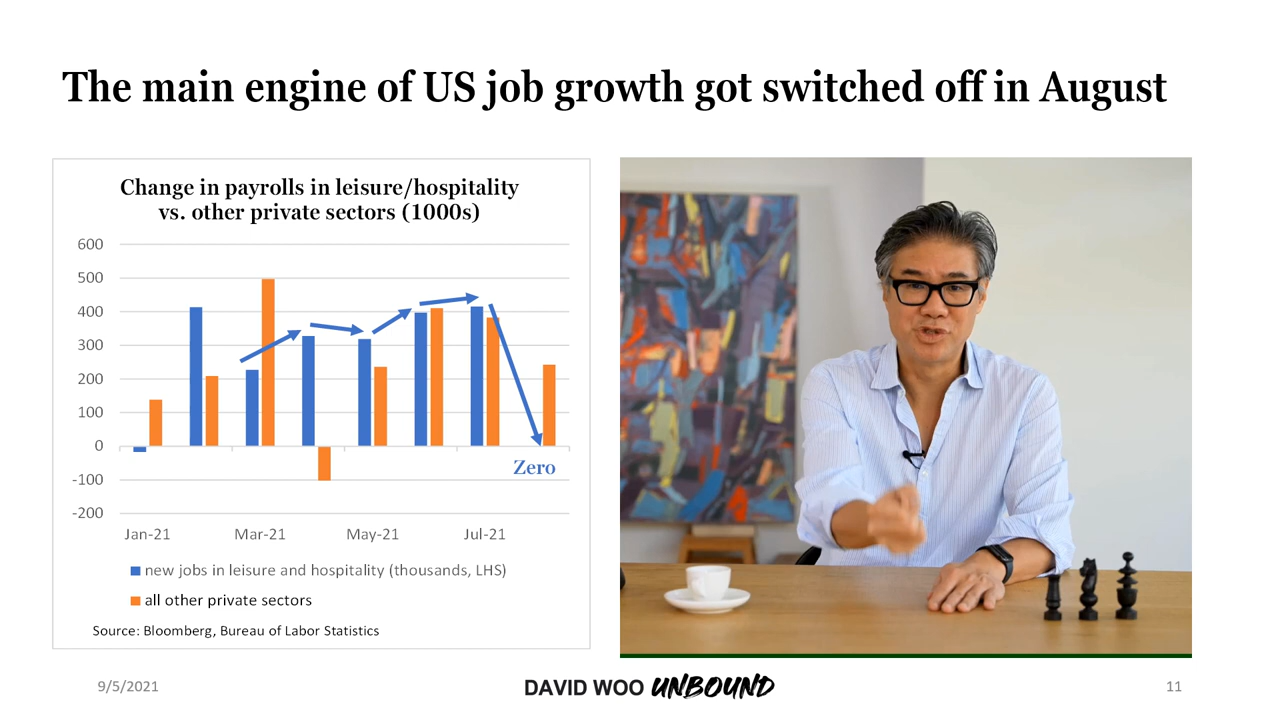 The main engine of US job growth got switched off in August
Change in payrolls in leisure/hospitality
vs. other private sectors (1000s)
600
500
400
300
200
100
0
-100
-200
Zero
Jan-21 Mar-21 May-21 Jul-21
new jobs in leisure and hospitality (thousands, LHS)
all other private sectors
Source: Bloomberg, Bureau of Labor Statistics
9/5/2021
DAVID WOO UNBOUND
11